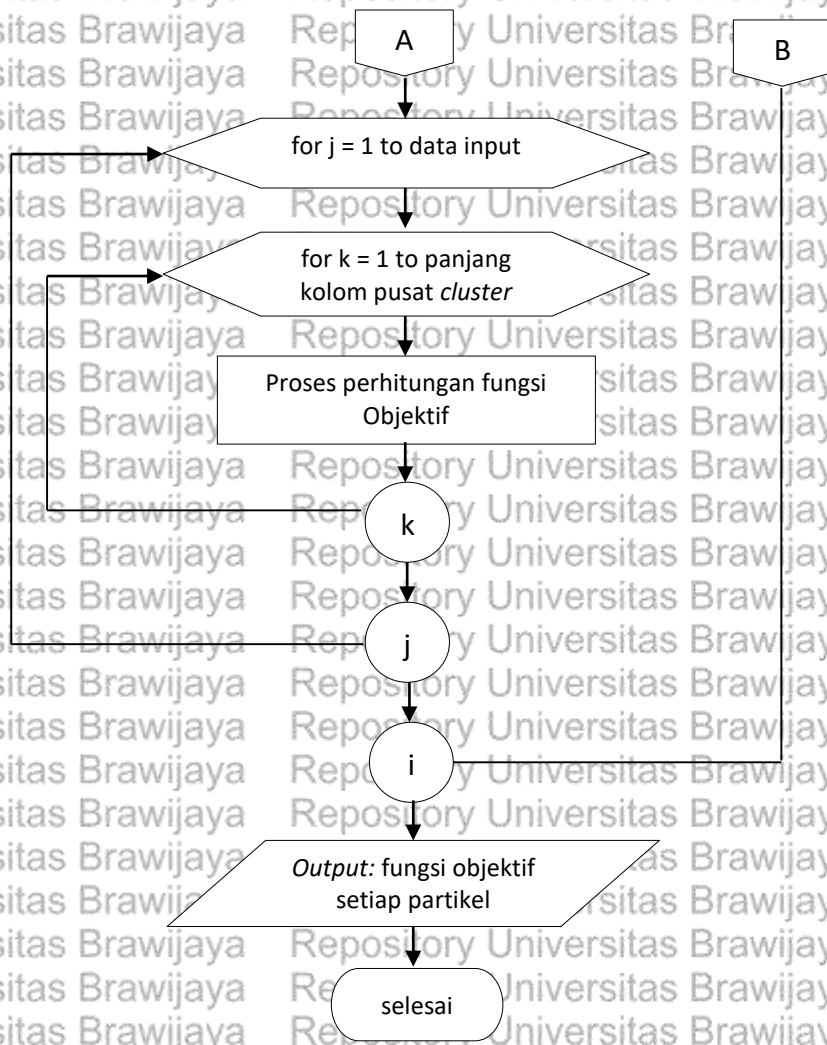 A
B
for j = 1 to data input
for k = 1 to panjang
kolom pusat cluster
Proses perhitungan fungsi
Objektif
k
j
i
Output: fungsi objektif
setiap partikel
selesai